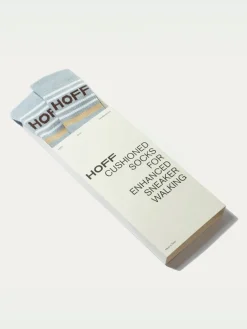 HOFF
HOFF
HOFF
CUSHIONED
SOCKS
FOR
ENHANCED
SNEAKER
WALKING